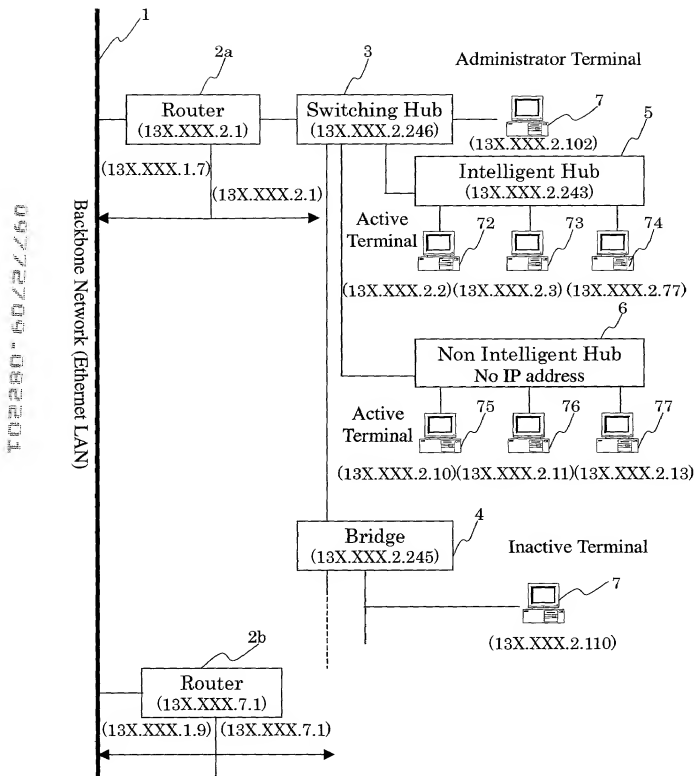 1
2a
3
Administrator Terminal
Router
(13X.XXX.2.1)
Switching Hub
(13X.XXX.2.246)
7
(13X.XXX.2.102)
5
(13X.XXX.1.7)
(13X.XXX.2.1)
Intelligent Hub
(13X.XXX.2.243)
Active
Terminal
72
73
74
(13X.XXX.2.2)(13X.XXX.2.3) (13X.XXX.2.77)
6
Non Intelligent Hub
No IP address
Active
Terminal
75
76
77
(13X.XXX.2.10)(13X.XXX.2.11)(13X.XXX.2.13)
Backbone Network (Ethernet LAN)
09772709-082201
Bridge
(13X.XXX.2.245)
4
Inactive Terminal
7
(13X.XXX.2.110)
2b
Router
(13X.XXX.7.1)
(13X.XXX.1.9)
(13X.XXX.7.1)